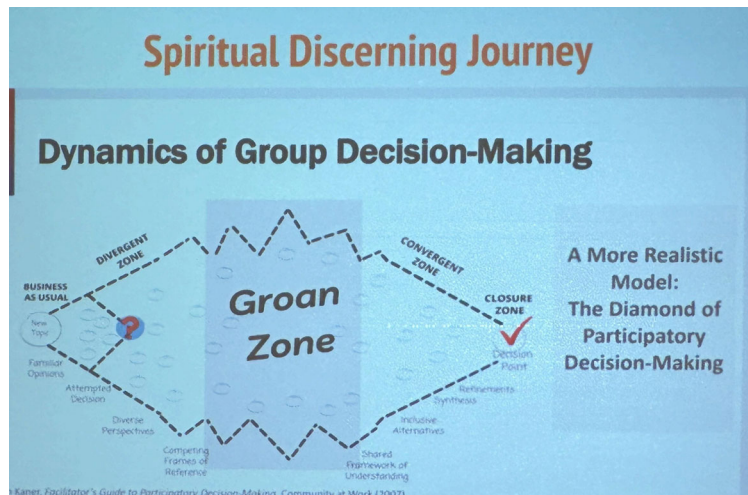 Spiritual Discerning Journey
Dynamics of Group Decision-Making
BUSINESS
AS USUAL
DIVERGENT
ZONE
Groan
Zone
CONVERGENT
ZONE
CLOSURE
ZONE
A More Realistic
Model:
The Diamond of
Participatory
Decision-Making
New
?
Familiar
Opinions
Attempted
Decision
Diverse
Perspectives
Competing
Frames of
Reference
Shared
Framework of
Understanding
Inclusive
Alternatives
Synthesis
Refinements
Decision
Point
Kaner, Facilitator's Guide to Participatory Decision-Making, Community at Work (2007)